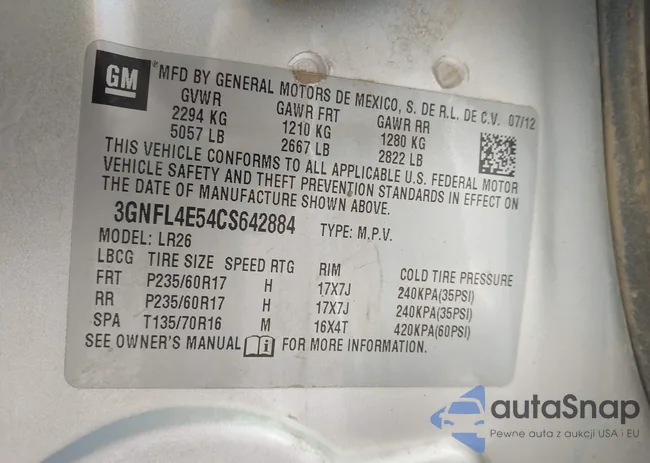 GM
MFD BY GENERAL MOTORS DE MEXICO, S. DE R.L. DE C.V. 07/12
GVWR GAWR FRT GAWR RR
2294 KG 1210 KG 1280 KG
5057 LB 2667 LB 2822 LB
THIS VEHICLE CONFORMS TO ALL APPLICABLE U.S. FEDERAL MOTOR
VEHICLE SAFETY AND THEFT PREVENTION STANDARDS IN EFFECT ON
THE DATE OF MANUFACTURE SHOWN ABOVE.
3GNFL4E54CS642884 TYPE: M.P.V.
MODEL: LR26
LBCG TIRE SIZE SPEED RTG RIM COLD TIRE PRESSURE
FRT P235/60R17 H 17X7J 240KPA(35PSI)
RR P235/60R17 H 17X7J 240KPA(35PSI)
SPA T135/70R16 M 16X4T 420KPA(60PSI)
SEE OWNER'S MANUAL FOR MORE INFORMATION.
autaSnap
Pewne auta z aukcji USA i EU